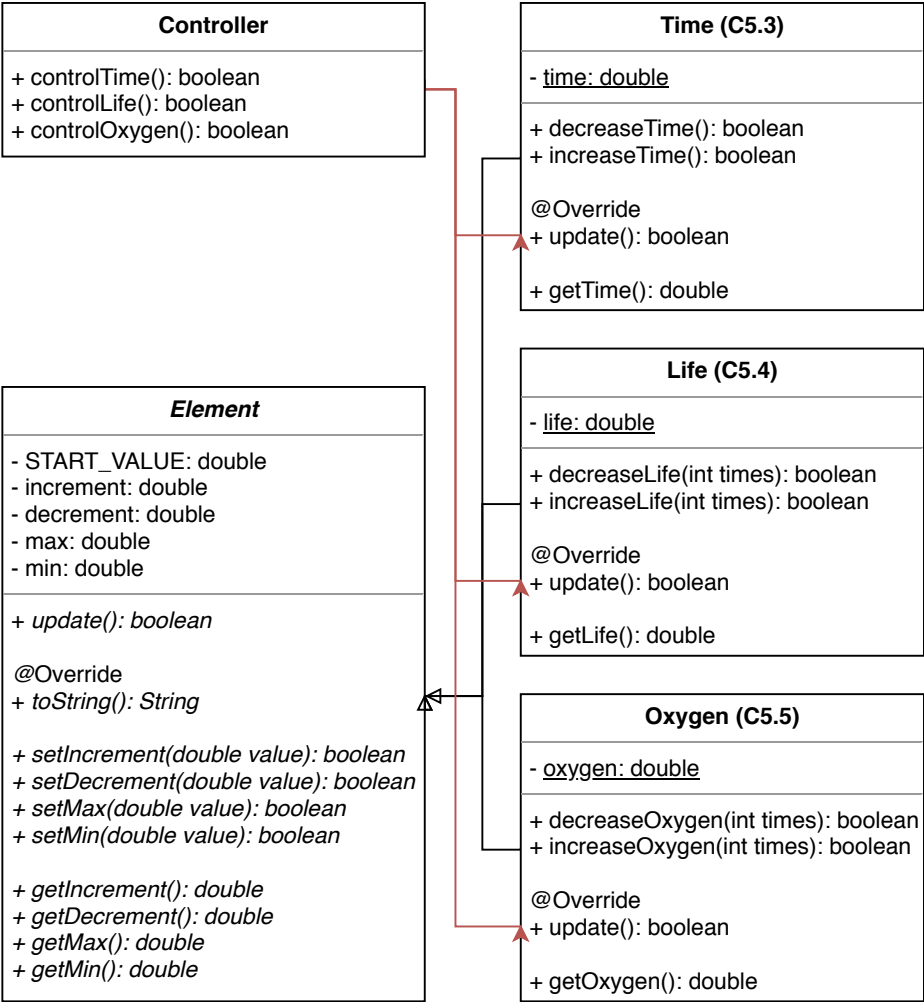 Controller
+ controlTime(): boolean
+ controlLife(): boolean
+ controlOxygen(): boolean
Time (C5.3)
- time: double
+ decreaseTime(): boolean
+ increaseTime(): boolean
@Override
+ update(): boolean
+ getTime(): double
Element
- START_VALUE: double
- increment: double
- decrement: double
- max: double
- min: double
+ update(): boolean
@Override
+ toString(): String
+ setIncrement(double value): boolean
+ setDecrement(double value): boolean
+ setMax(double value): boolean
+ setMin(double value): boolean
+ getIncrement(): double
+ getDecrement(): double
+ getMax(): double
+ getMin(): double
Life (C5.4)
- life: double
+ decreaseLife(int times): boolean
+ increaseLife(int times): boolean
@Override
+ update(): boolean
+ getLife(): double
Oxygen (C5.5)
- oxygen: double
+ decreaseOxygen(int times): boolean
+ increaseOxygen(int times): boolean
@Override
+ update(): boolean
+ getOxygen(): double